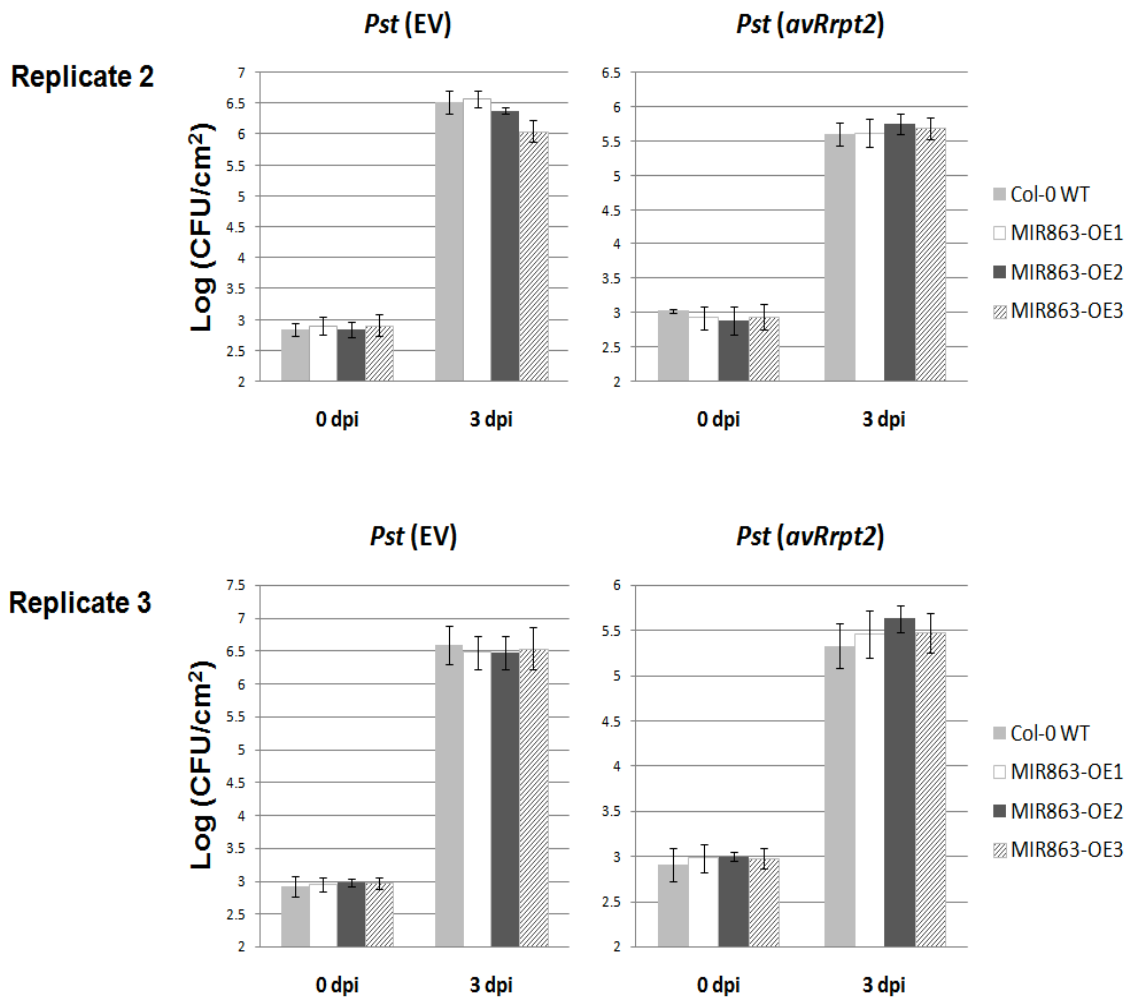 Pst (EV)
Pst (avRrpt2)
Replicate 2
Log (CFU/cm²)
7
6.5
6
5.5
5
4.5
4
3.5
3
2.5
2
0 dpi
3 dpi
6.5
6
5.5
5
4.5
4
3.5
3
2.5
2
0 dpi
3 dpi
Col-0 WT
MIR863-OE1
MIR863-OE2
MIR863-OE3
Pst (EV)
Pst (avRrpt2)
Replicate 3
Log (CFU/cm²)
7.5
7
6.5
6
5.5
5
4.5
4
3.5
3
2.5
2
0 dpi
3 dpi
6
5.5
5
4.5
4
3.5
3
2.5
2
0 dpi
3 dpi
Col-0 WT
MIR863-OE1
MIR863-OE2
MIR863-OE3